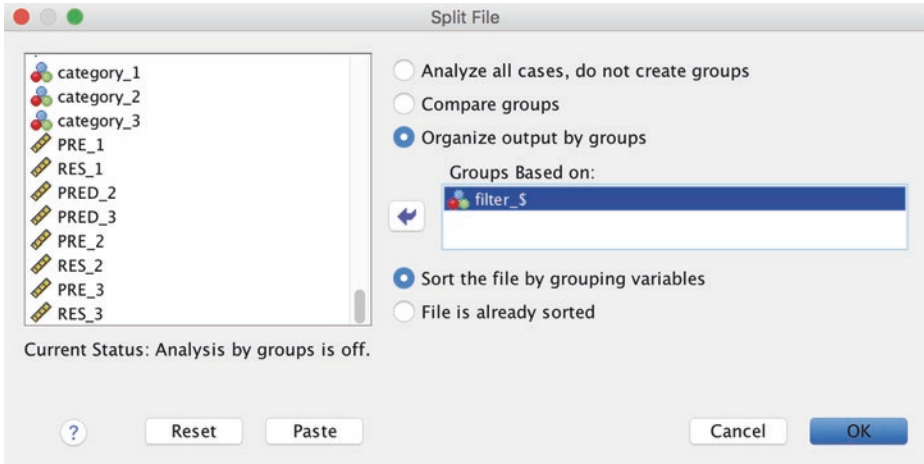 Split File
category_1
category_2
category_3
PRE_1
RES_1
PRED_2
PRED_3
PRE_2
RES_2
PRE_3
RES_3
Current Status: Analysis by groups is off.
Analyze all cases, do not create groups
Compare groups
Organize output by groups
Groups Based on:
filter_$
Sort the file by grouping variables
File is already sorted
?
Reset
Paste
Cancel
OK